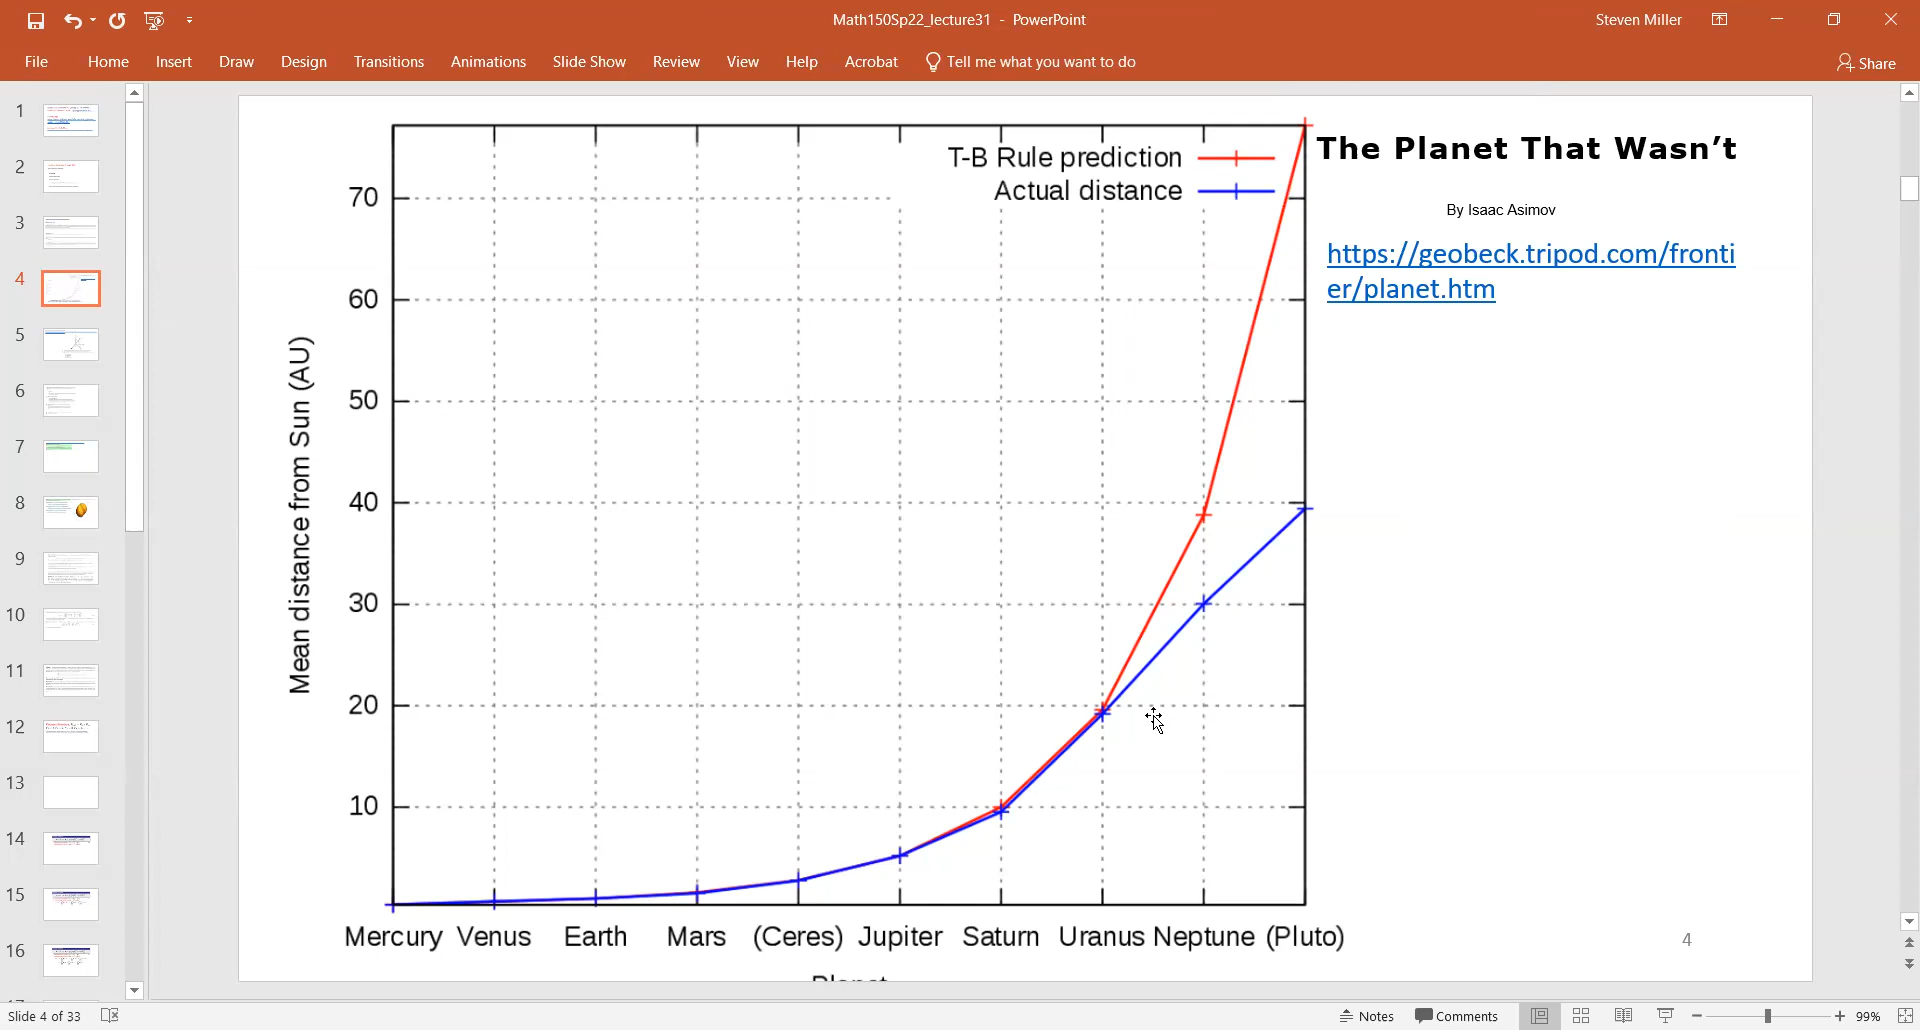 Math150Sp22_lecture31 - PowerPoint
Steven Miller
File Home Insert Draw Design Transitions Animations Slide Show Review View Help Acrobat Tell me what you want to do
Share
1
2
3
4
5
6
7
8
9
10
11
12
13
14
15
16
T-B Rule prediction
Actual distance
70
60
50
40
30
20
10
Mean distance from Sun (AU)
Mercury Venus Earth Mars (Ceres) Jupiter Saturn Uranus Neptune (Pluto)
Planet
The Planet That Wasn't
By Isaac Asimov
https://geobeck.tripod.com/fronti
er/planet.htm
4
Slide 4 of 33
Notes Comments 99%